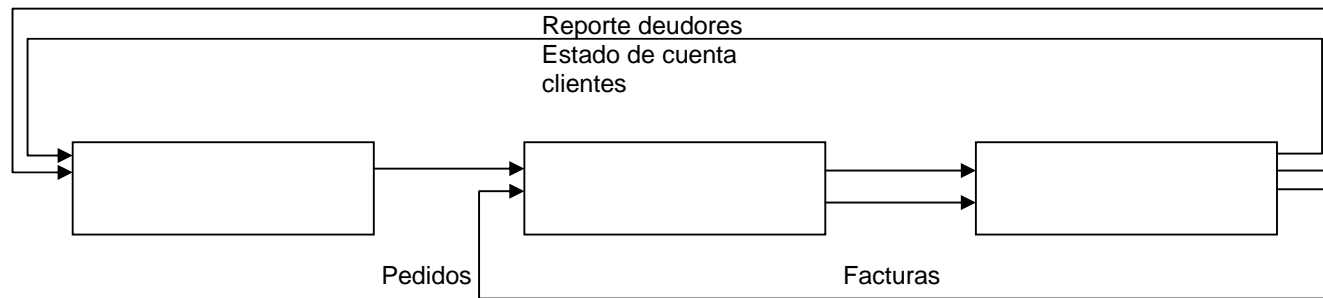 Reporte deudores
Estado de cuenta
clientes
Pedidos
Facturas